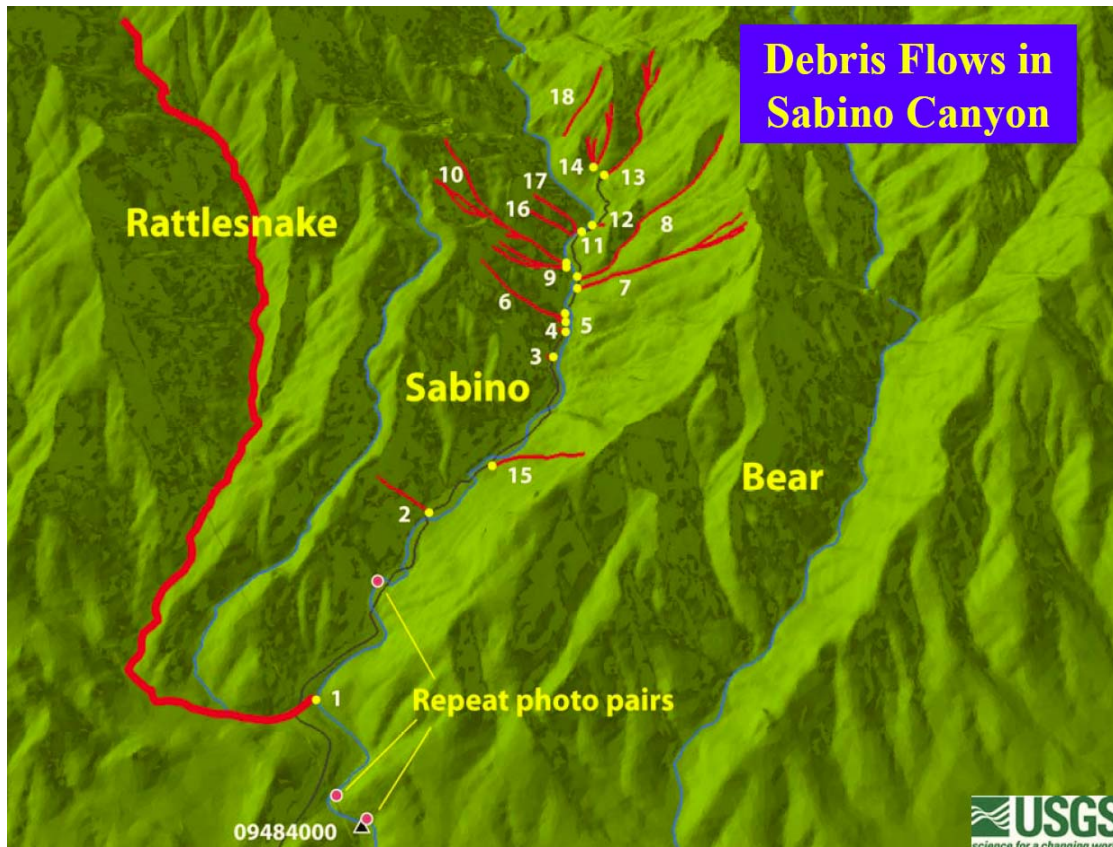 Debris Flows in
Sabino Canyon
18
14
13
10
17
16
12
8
11
Rattlesnake
9
7
6
5
4
3
Sabino
15
Bear
2
1
Repeat photo pairs
09484000
USGS
science for a changing wor